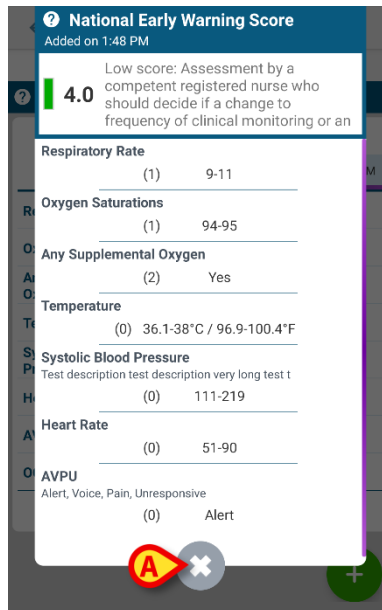 National Early Warning Score
Added on 1:48 PM
4.0
Low score: Assessment by a
competent registered nurse who
should decide if a change to
frequency of clinical monitoring or an
Respiratory Rate
(1) 9-11
Oxygen Saturations
(1) 94-95
Any Supplemental Oxygen
(2) Yes
Temperature
(0) 36.1-38°C / 96.9-100.4°F
Systolic Blood Pressure
Test description test description very long test t
(0) 111-219
Heart Rate
(0) 51-90
AVPU
Alert, Voice, Pain, Unresponsive
(0) Alert
A